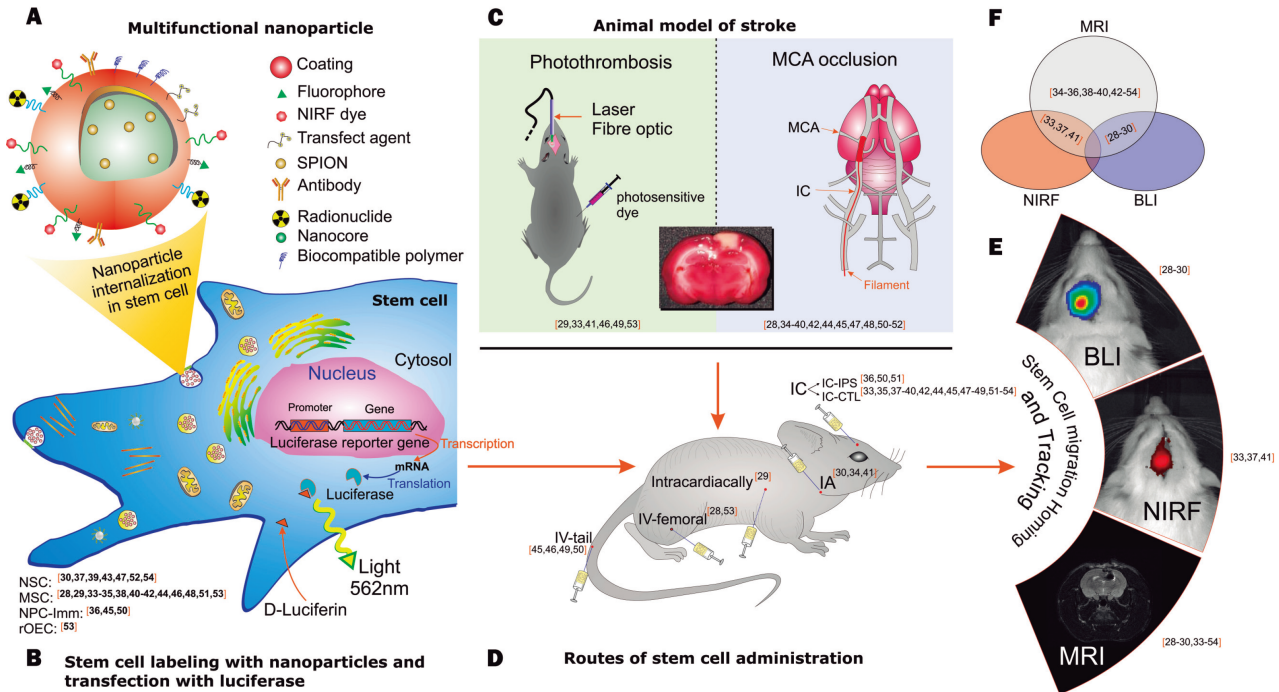 A
Multifunctional nanoparticle
Coating
Fluorophore
NIRF dye
Transfect agent
SPION
Antibody
Radionuclide
Nanocore
Biocompatible polymer
Nanoparticle
internalization
in stem cell
Stem cell
Cytosol
Nucleus
Promoter
Gene
Luciferase reporter gene
Transcription
mRNA
Translation
Luciferase
Light
562nm
D-Luciferin
NSC: [30,37,39,43,47,52,54]
MSC: [28,29,33-35,38,40-42,44,46,48,51,53]
NPC-Imm: [36,45,50]
rOEC: [53]
B
Stem cell labeling with nanoparticles and
transfection with luciferase
C
Animal model of stroke
Photothrombosis
Laser
Fibre optic
photosensitive
dye
[29,33,41,46,49,53]
MCA occlusion
MCA
IC
Filament
[28,34-40,42,44,45,47,48,50-52]
IC
IC-IPS [36,50,51]
IC-CTL [33,35,37-40,42,44,45,47-49,51-54]
IA [30,34,41]
Intracardiacally [29]
IV-femoral [28,53]
IV-tail
[45,46,49,50]
D
Routes of stem cell administration
F
MRI
[34-36,38-40,42-54]
[33,37,41]
[28-30]
NIRF
BLI
E
[28-30]
BLI
[33,37,41]
NIRF
[28-30,33-54]
MRI
Stem Cell migration Homing
and Tracking